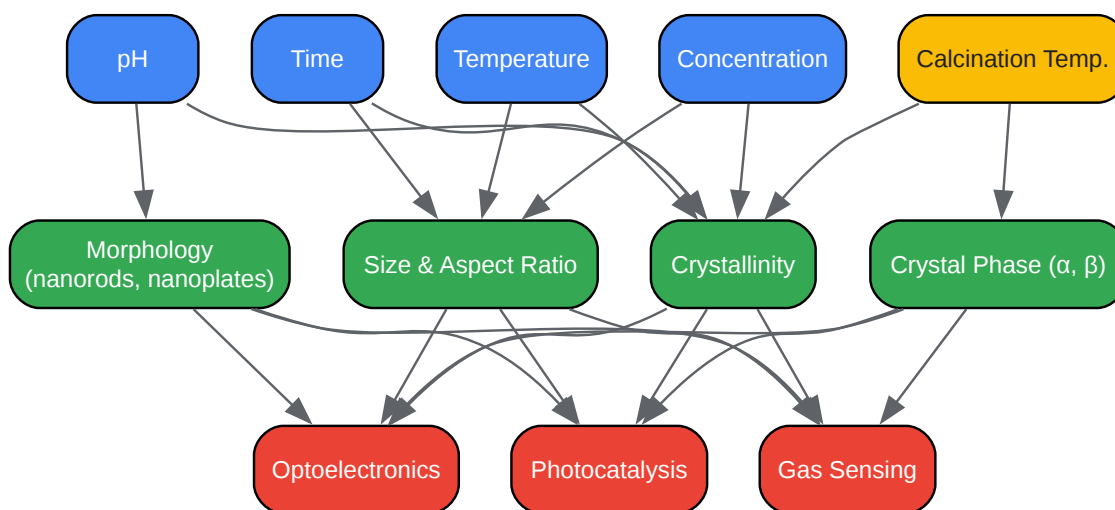 pH
Time
Temperature
Concentration
Calcination Temp.
Morphology
(nanorods, nanoplates)
Size & Aspect Ratio
Crystallinity
Crystal Phase (α, β)
Optoelectronics
Photocatalysis
Gas Sensing